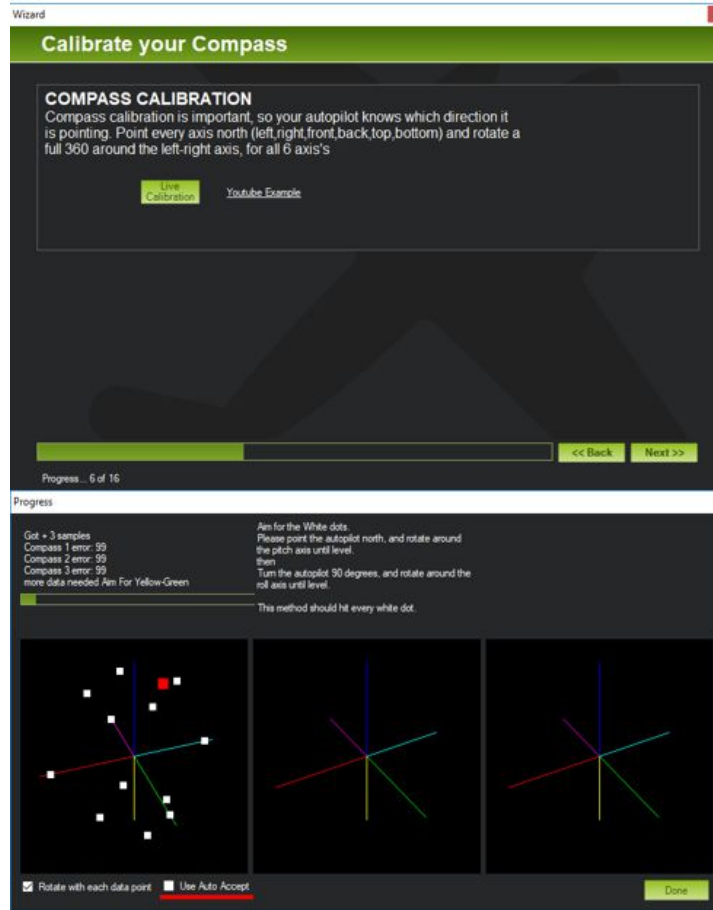 Wizard
Calibrate your Compass
COMPASS CALIBRATION
Compass calibration is important, so your autopilot knows which direction it
is pointing. Point every axis north (left,right,front,back,top,bottom) and rotate a
full 360 around the left-right axis, for all 6 axis's
Live
Calibration
Youtube Example
<< Back
Next >>
Progress... 6 of 16
Progress
Got + 3 samples
Compass 1 error: 99
Compass 2 error: 99
Compass 3 error: 99
more data needed Aim For Yellow-Green
Aim for the White dots.
Please point the autopilot north, and rotate around
the pitch axis until level.
then
Turn the autopilot 90 degrees, and rotate around the
roll axis until level.
This method should hit every white dot.
Rotate with each data point
Use Auto Accept
Done